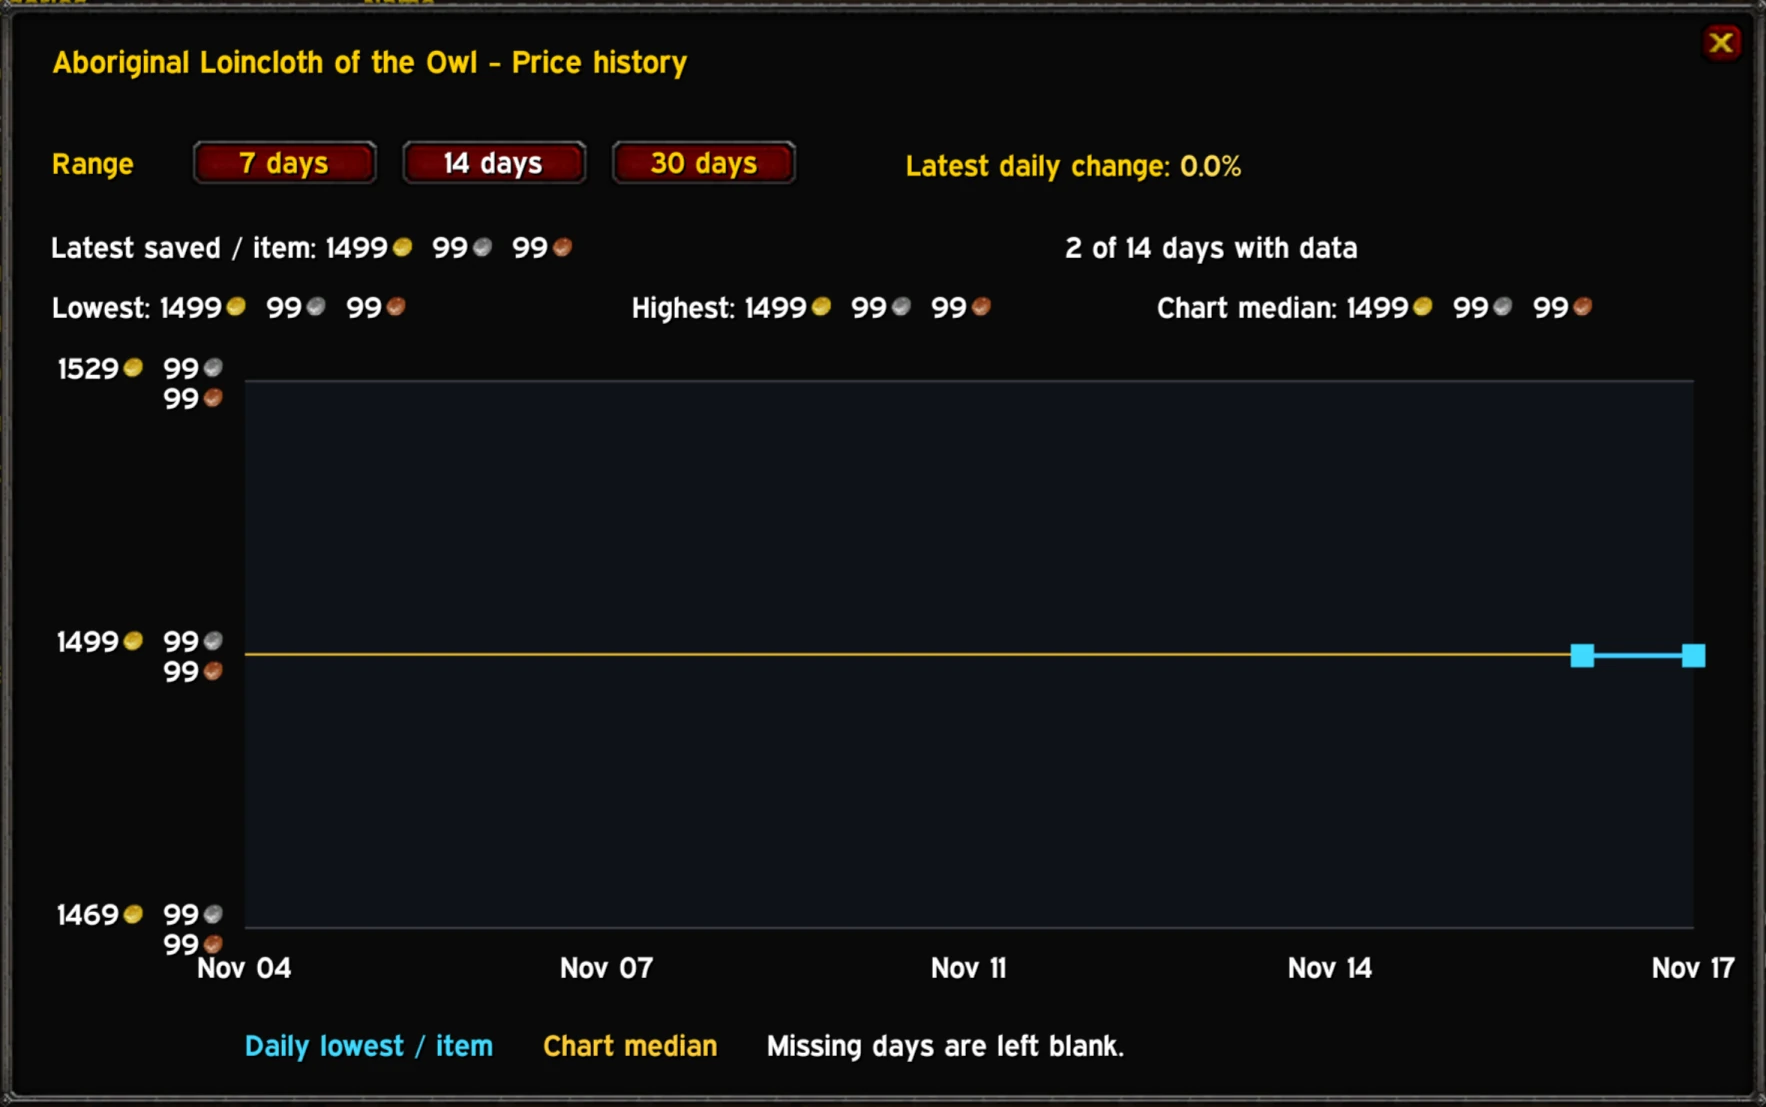 Aboriginal Loincloth of the Owl - Price history
Range 7 days 14 days 30 days Latest daily change: 0.0%
Latest saved / item: 1499 99 99 2 of 14 days with data
Lowest: 1499 99 99 Highest: 1499 99 99 Chart median: 1499 99 99
1529 99
99
1499 99
99
1469 99
99
Nov 04 Nov 07 Nov 11 Nov 14 Nov 17
Daily lowest / item Chart median Missing days are left blank.